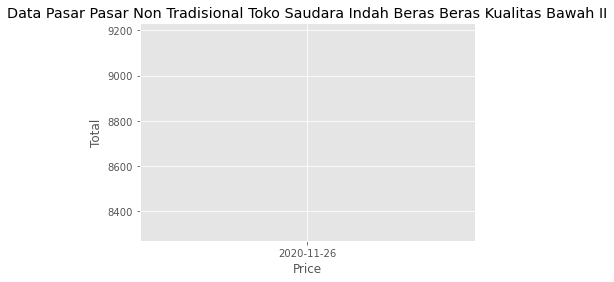 Data Pasar Pasar Non Tradisional Toko Saudara Indah Beras Beras Kualitas Bawah II
9200
9000
8800
8600
8400
Total
2020-11-26
Price